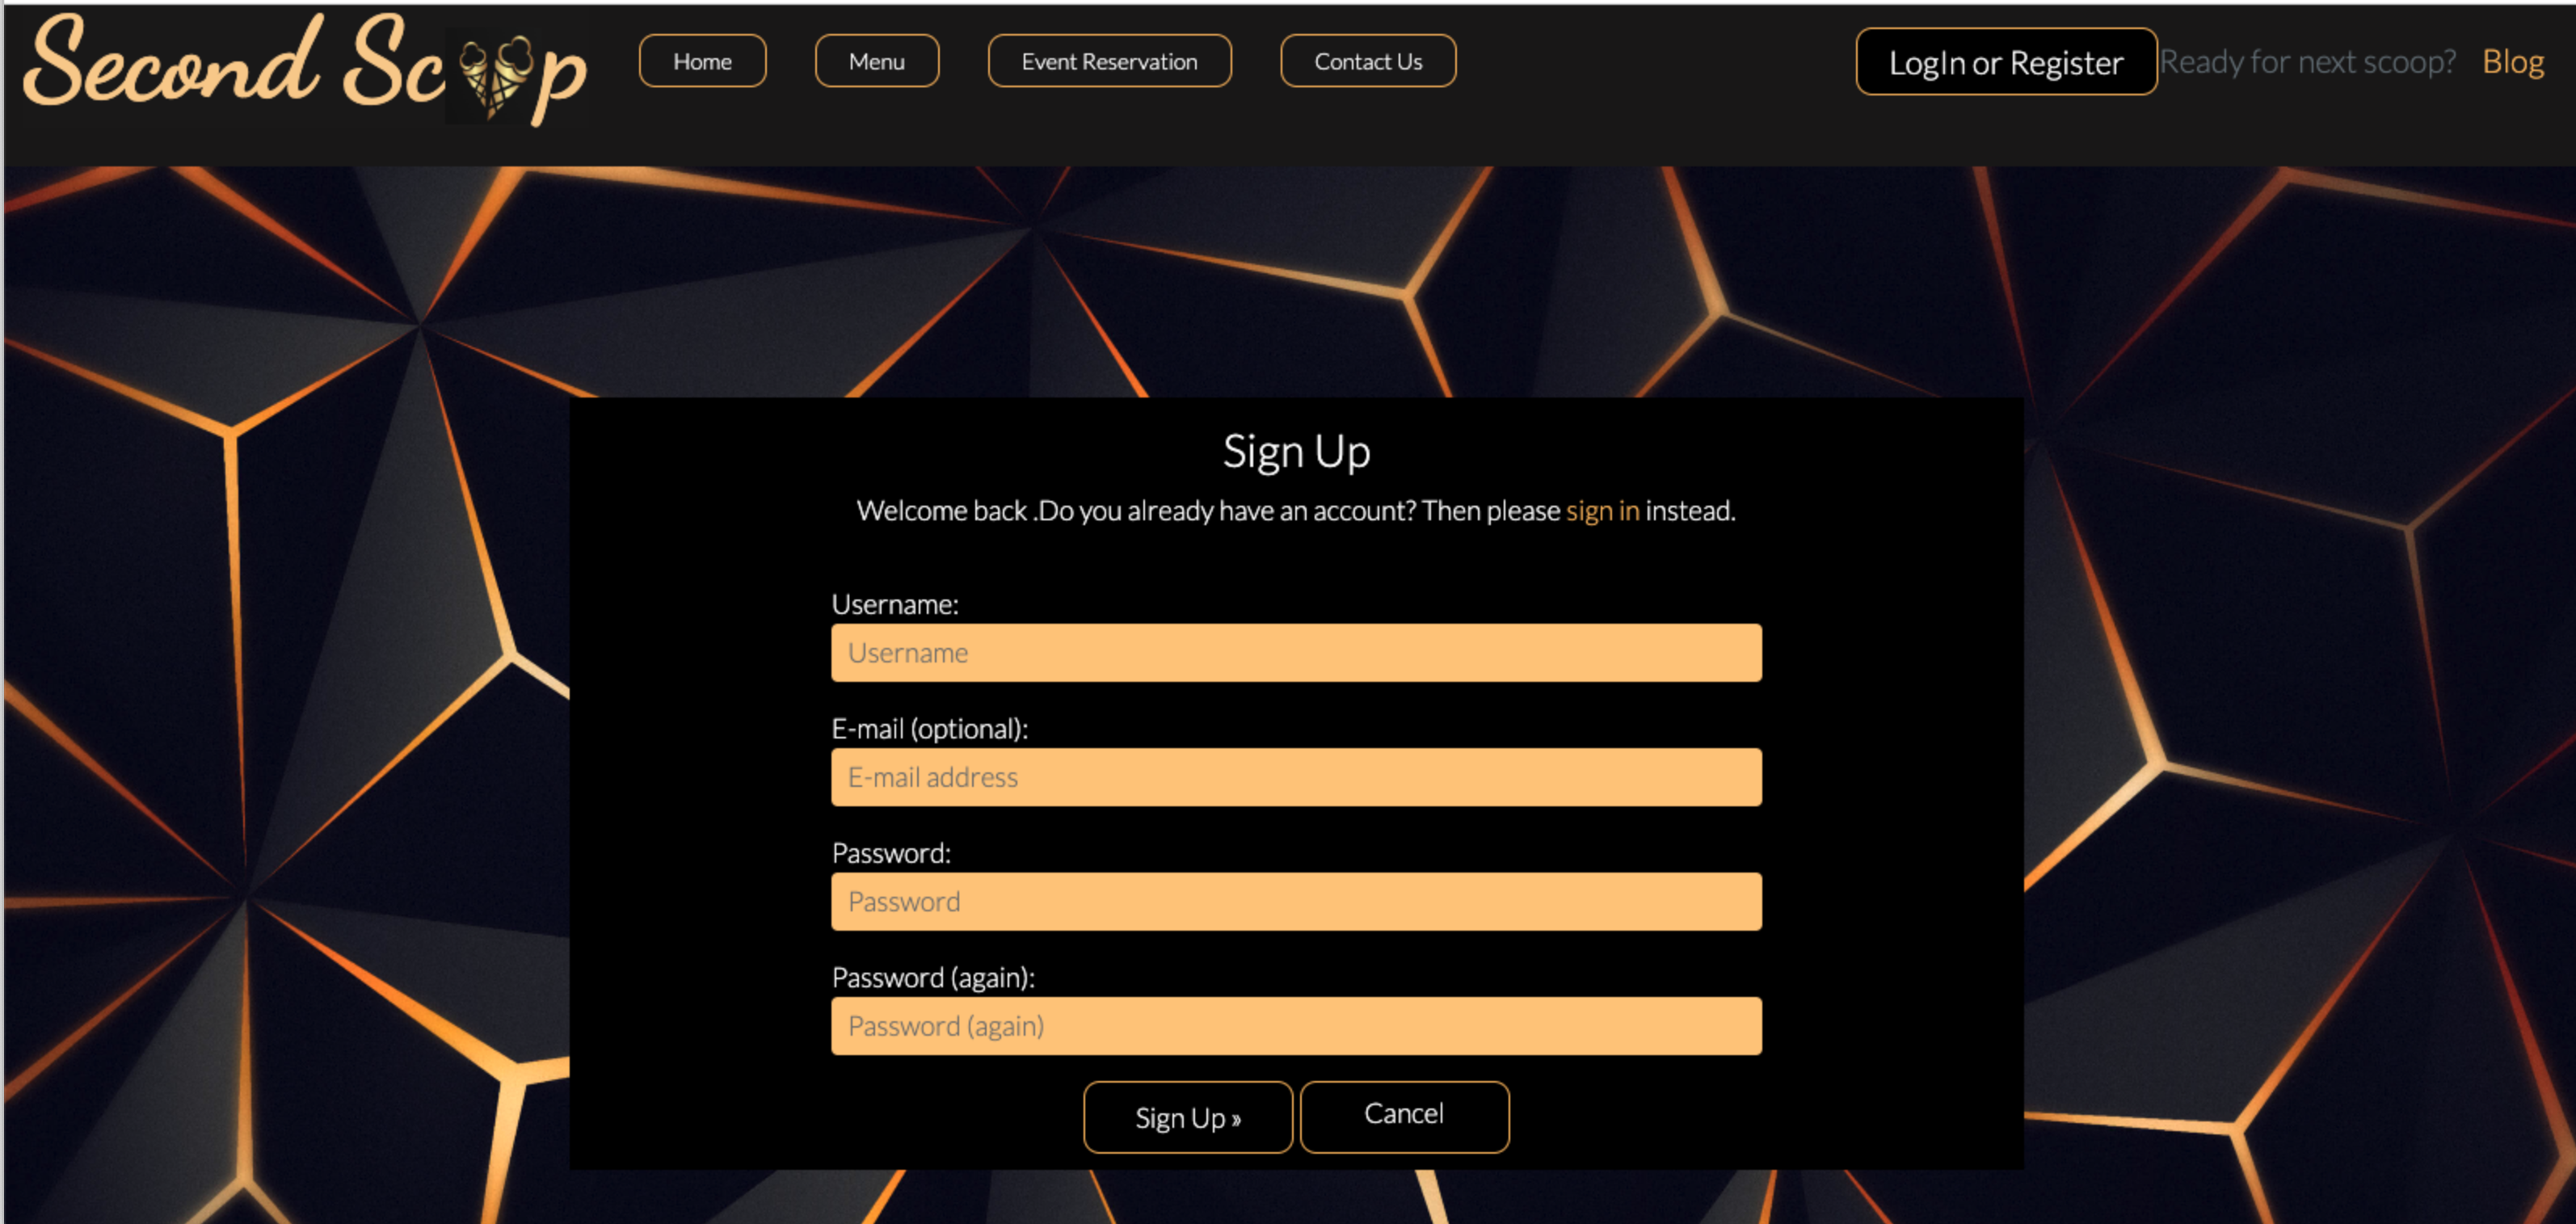 Second Scoop
Home Menu Event Reservation Contact Us LogIn or Register Ready for next scoop? Blog
Sign Up
Welcome back .Do you already have an account? Then please sign in instead.
Username:
Username
E-mail (optional):
E-mail address
Password:
Password
Password (again):
Password (again)
Sign Up » Cancel